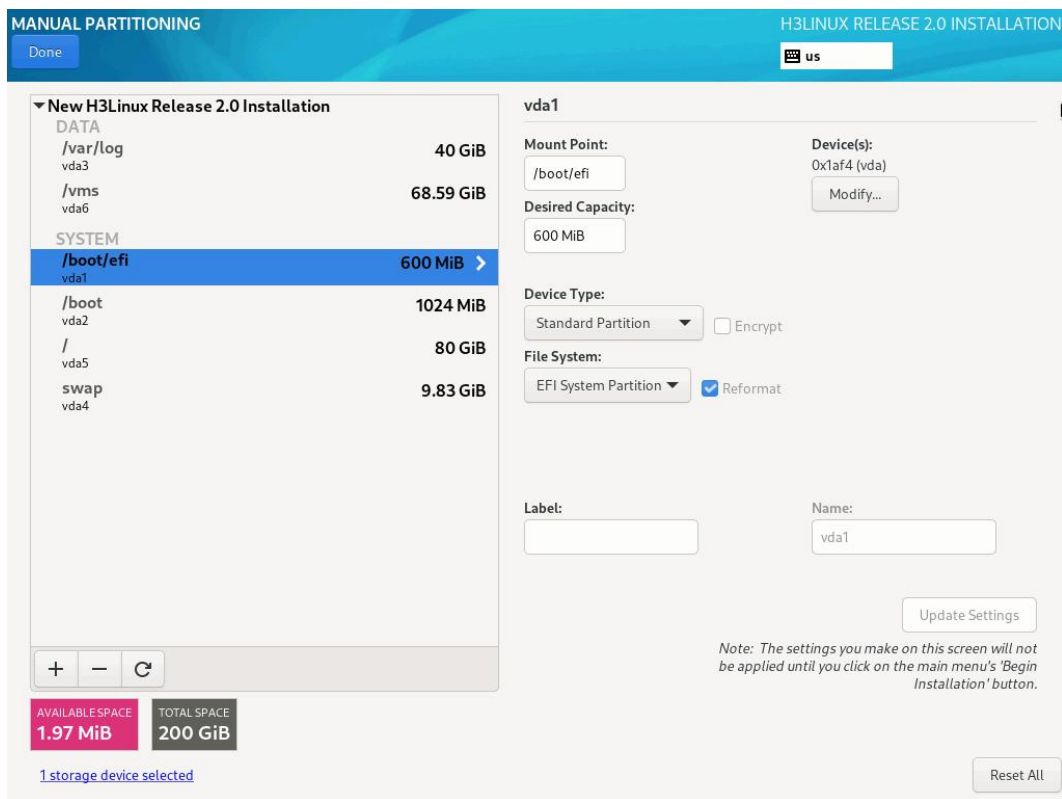 MANUAL PARTITIONING
H3LINUX RELEASE 2.0 INSTALLATION
Done
us
New H3Linux Release 2.0 Installation
DATA
/var/log
40 GiB
vda3
/vms
68.59 GiB
vda6
SYSTEM
/boot/efi
600 MiB
vda1
/boot
1024 MiB
vda2
/
80 GiB
vda5
swap
9.83 GiB
vda4
vda1
Mount Point:
/boot/efi
Device(s):
0x1af4 (vda)
Modify...
Desired Capacity:
600 MiB
Device Type:
Standard Partition
Encrypt
File System:
EFI System Partition
Reformat
Label:
Name:
vda1
Update Settings
Note: The settings you make on this screen will not
be applied until you click on the main menu's 'Begin
Installation' button.
AVAILABLE SPACE
1.97 MiB
TOTAL SPACE
200 GiB
1 storage device selected
Reset All